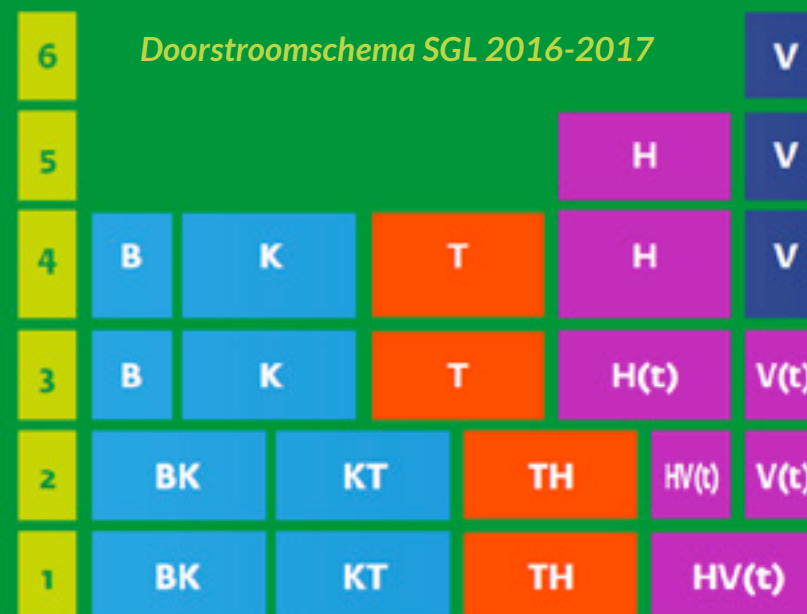 6 Doorstroomschema SGL 2016-2017 V
5 H V
4 B K T H V
3 B K T H(t) V(t)
2 BK KT TH HV(t) V(t)
1 BK KT TH HV(t)